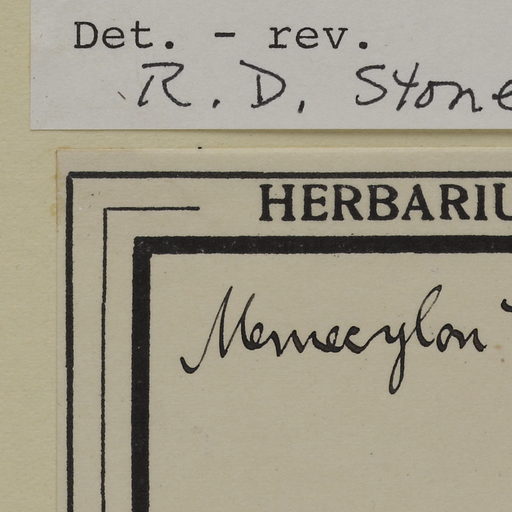 Det. - rev.
R. D. Stone
HERBARIU
Memecylon